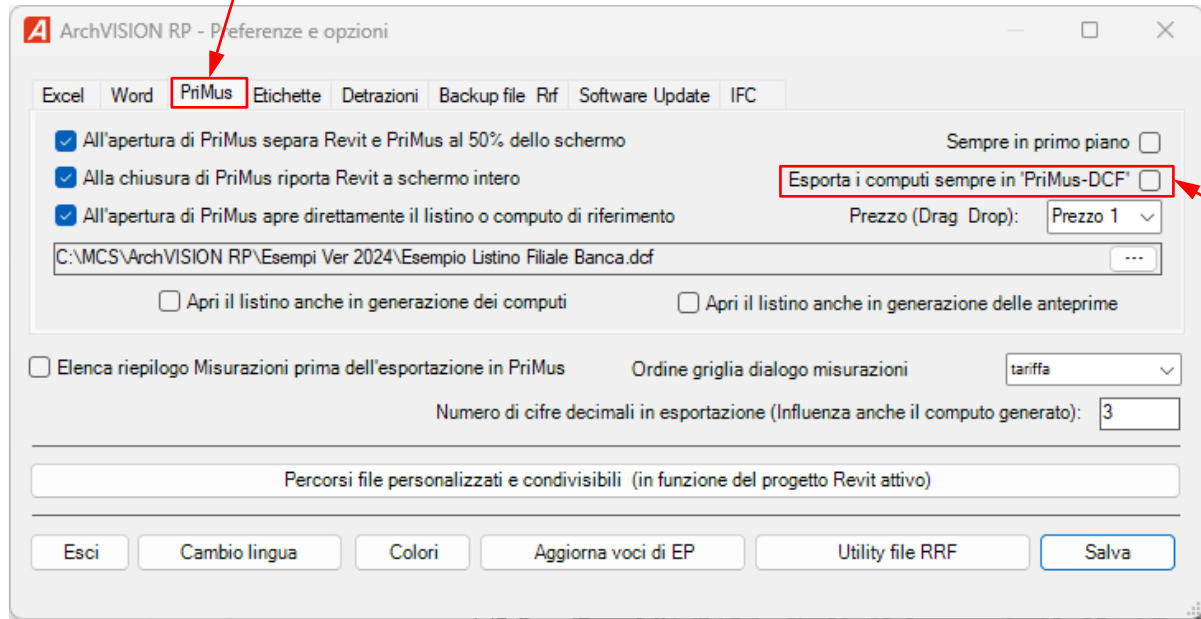 ArchVISION RP - Preferenze e opzioni
Excel Word PriMus Etichette Detrazioni Backup file Rrf Software Update IFC
All'apertura di PriMus separa Revit e PriMus al 50% dello schermo
Sempre in primo piano
Alla chiusura di PriMus riporta Revit a schermo intero
Esporta i computi sempre in 'PriMus-DCF'
All'apertura di PriMus apre direttamente il listino o computo di riferimento
Prezzo (Drag Drop): Prezzo 1
C:\MCS\ArchVISION RP\Esempi Ver 2024\Esempio Listino Filiale Banca.dcf ...
Apri il listino anche in generazione dei computi
Apri il listino anche in generazione delle anteprime
Elenca riepilogo Misurazioni prima dell'esportazione in PriMus
Ordine griglia dialogo misurazioni tariffa
Numero di cifre decimali in esportazione (Influenza anche il computo generato): 3
Percorsi file personalizzati e condivisibili (in funzione del progetto Revit attivo)
Esci Cambio lingua Colori Aggiorna voci di EP Utility file RRF Salva